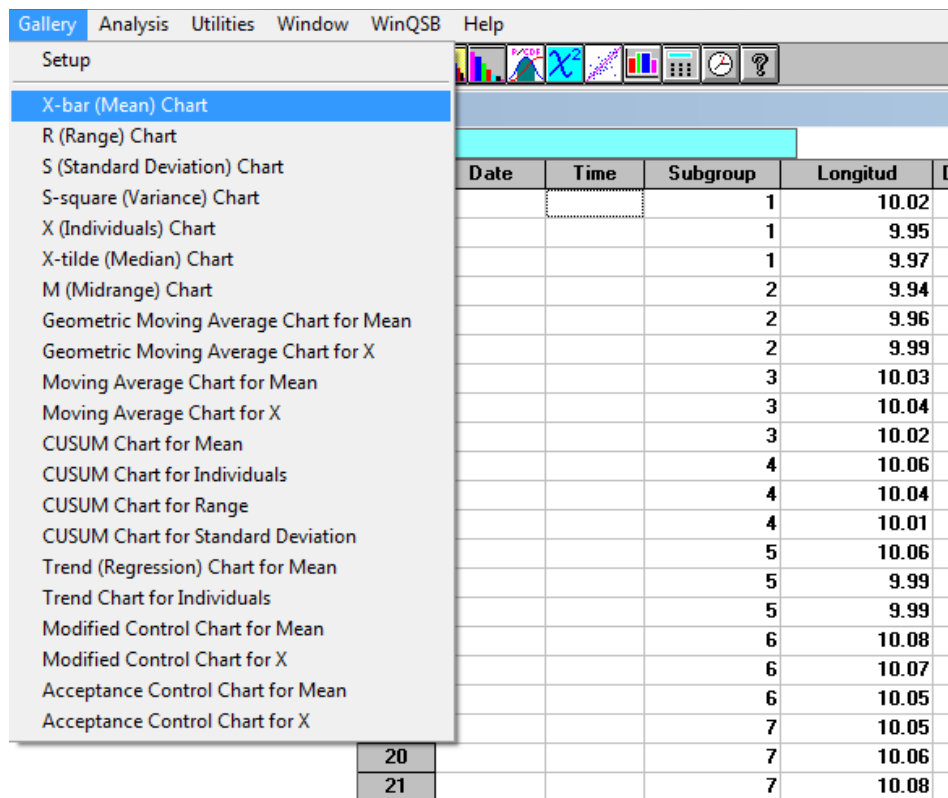 Gallery Analysis Utilities Window WinQSB Help
Setup
P/CDF χ² ?
X-bar (Mean) Chart
R (Range) Chart
S (Standard Deviation) Chart
S-square (Variance) Chart
X (Individuals) Chart
X-tilde (Median) Chart
M (Midrange) Chart
Geometric Moving Average Chart for Mean
Geometric Moving Average Chart for X
Moving Average Chart for Mean
Moving Average Chart for X
CUSUM Chart for Mean
CUSUM Chart for Individuals
CUSUM Chart for Range
CUSUM Chart for Standard Deviation
Trend (Regression) Chart for Mean
Trend Chart for Individuals
Modified Control Chart for Mean
Modified Control Chart for X
Acceptance Control Chart for Mean
Acceptance Control Chart for X
Date Time Subgroup Longitud
1 10.02
1 9.95
1 9.97
2 9.94
2 9.96
2 9.99
3 10.03
3 10.04
3 10.02
4 10.06
4 10.04
4 10.01
5 10.06
5 9.99
5 9.99
6 10.08
6 10.07
6 10.05
7 10.05
20 7 10.06
21 7 10.08